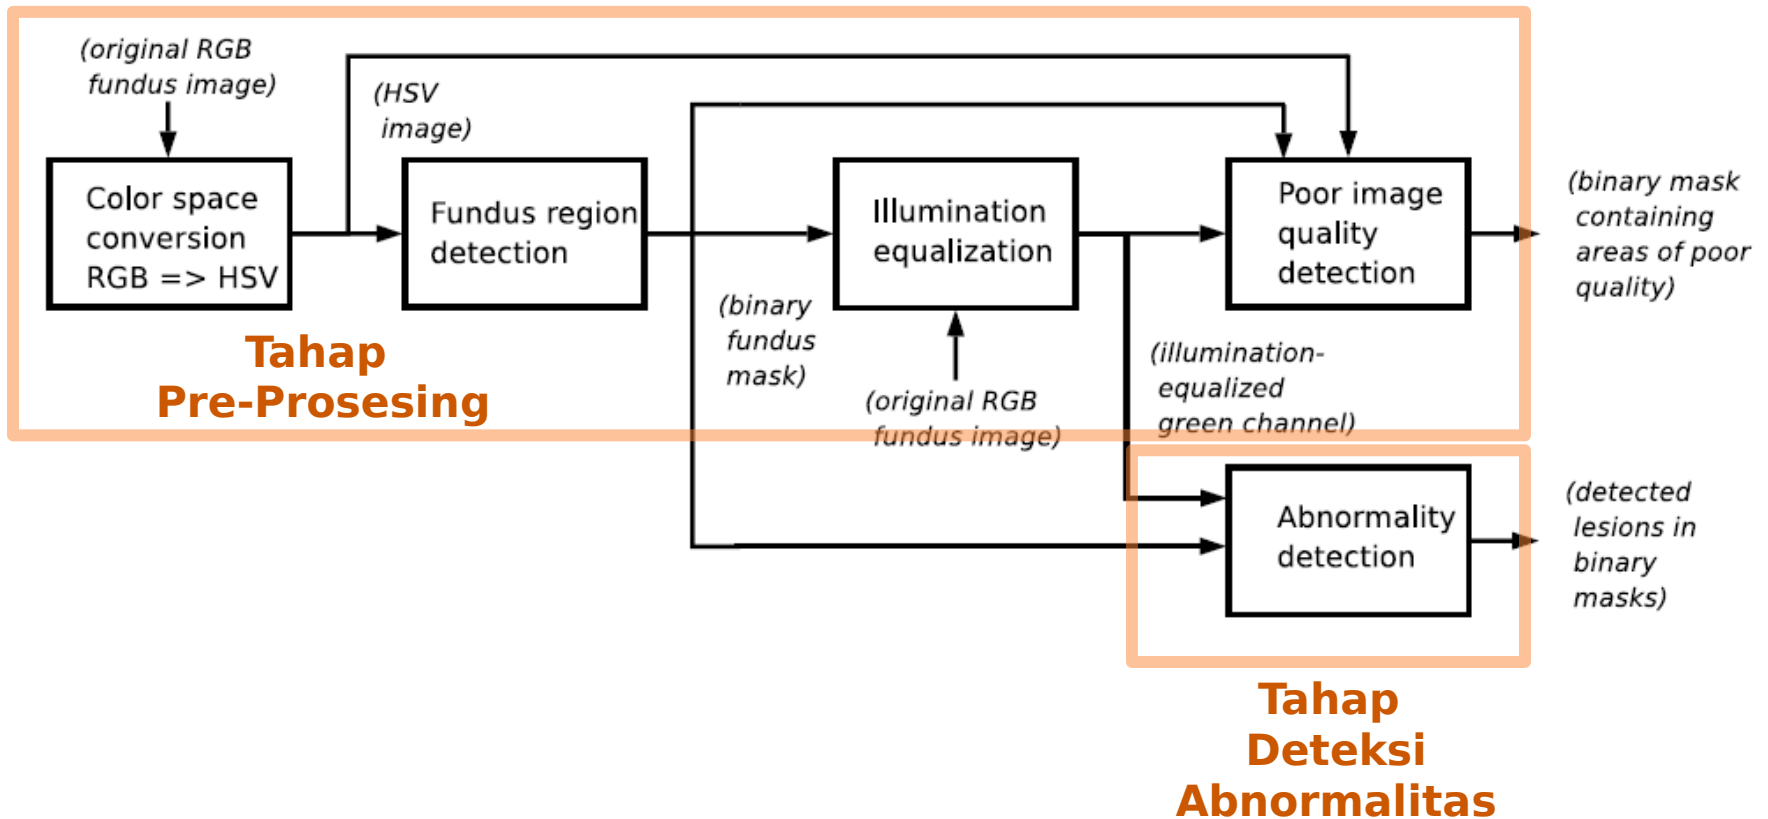 (original RGB
fundus image)
(HSV
image)
Color space
conversion
RGB => HSV
Fundus region
detection
Illumination
equalization
Poor image
quality
detection
(binary mask
containing
areas of poor
quality)
Tahap
Pre-Prosesing
(binary
fundus
mask)
(original RGB
fundus image)
(illumination-
equalized
green channel)
Abnormality
detection
(detected
lesions in
binary
masks)
Tahap
Deteksi
Abnormalitas